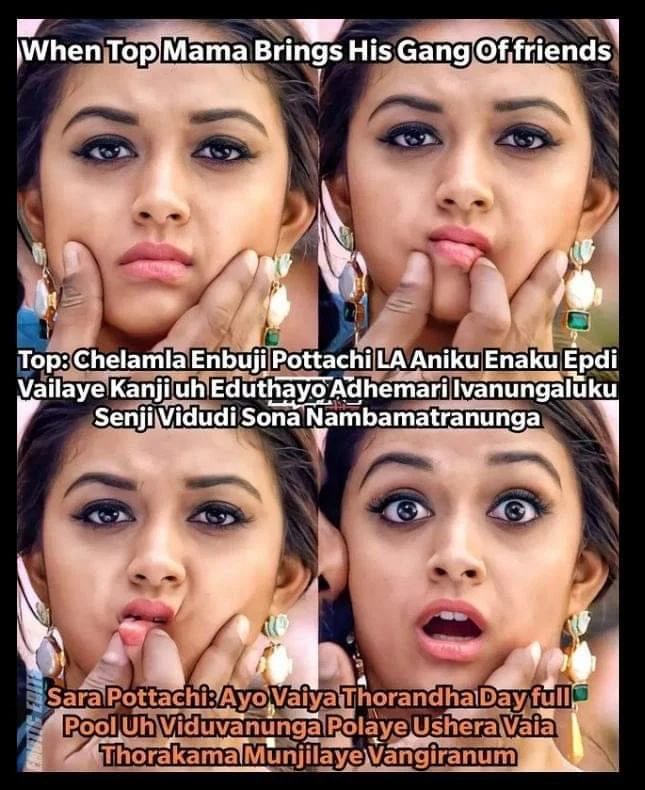 When Top Mama Brings His Gang Of friends
Top: Chelamla Enbuji Pottachi LA Aniku Enaku Epdi
Vailaye Kanji uh Eduthayo Adhemari Ivanungaluku
Senji Vidudi Sona Nambamatranunga
Sara Pottachi: Ayo Vaiya Thorandha Day full
Pool Uh Viduvanunga Polaye Ushera Vaia
Thorakama Munjilaye Vangiranum